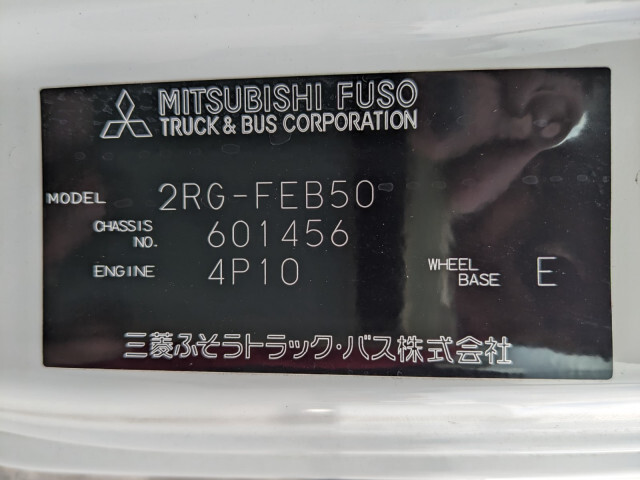 MITSUBISHI FUSO
TRUCK & BUS CORPORATION
MODEL 2RG-FEB50
CHASSIS NO. 601456
ENGINE 4P10 WHEEL BASE E
三菱ふそうトラック・バス株式会社